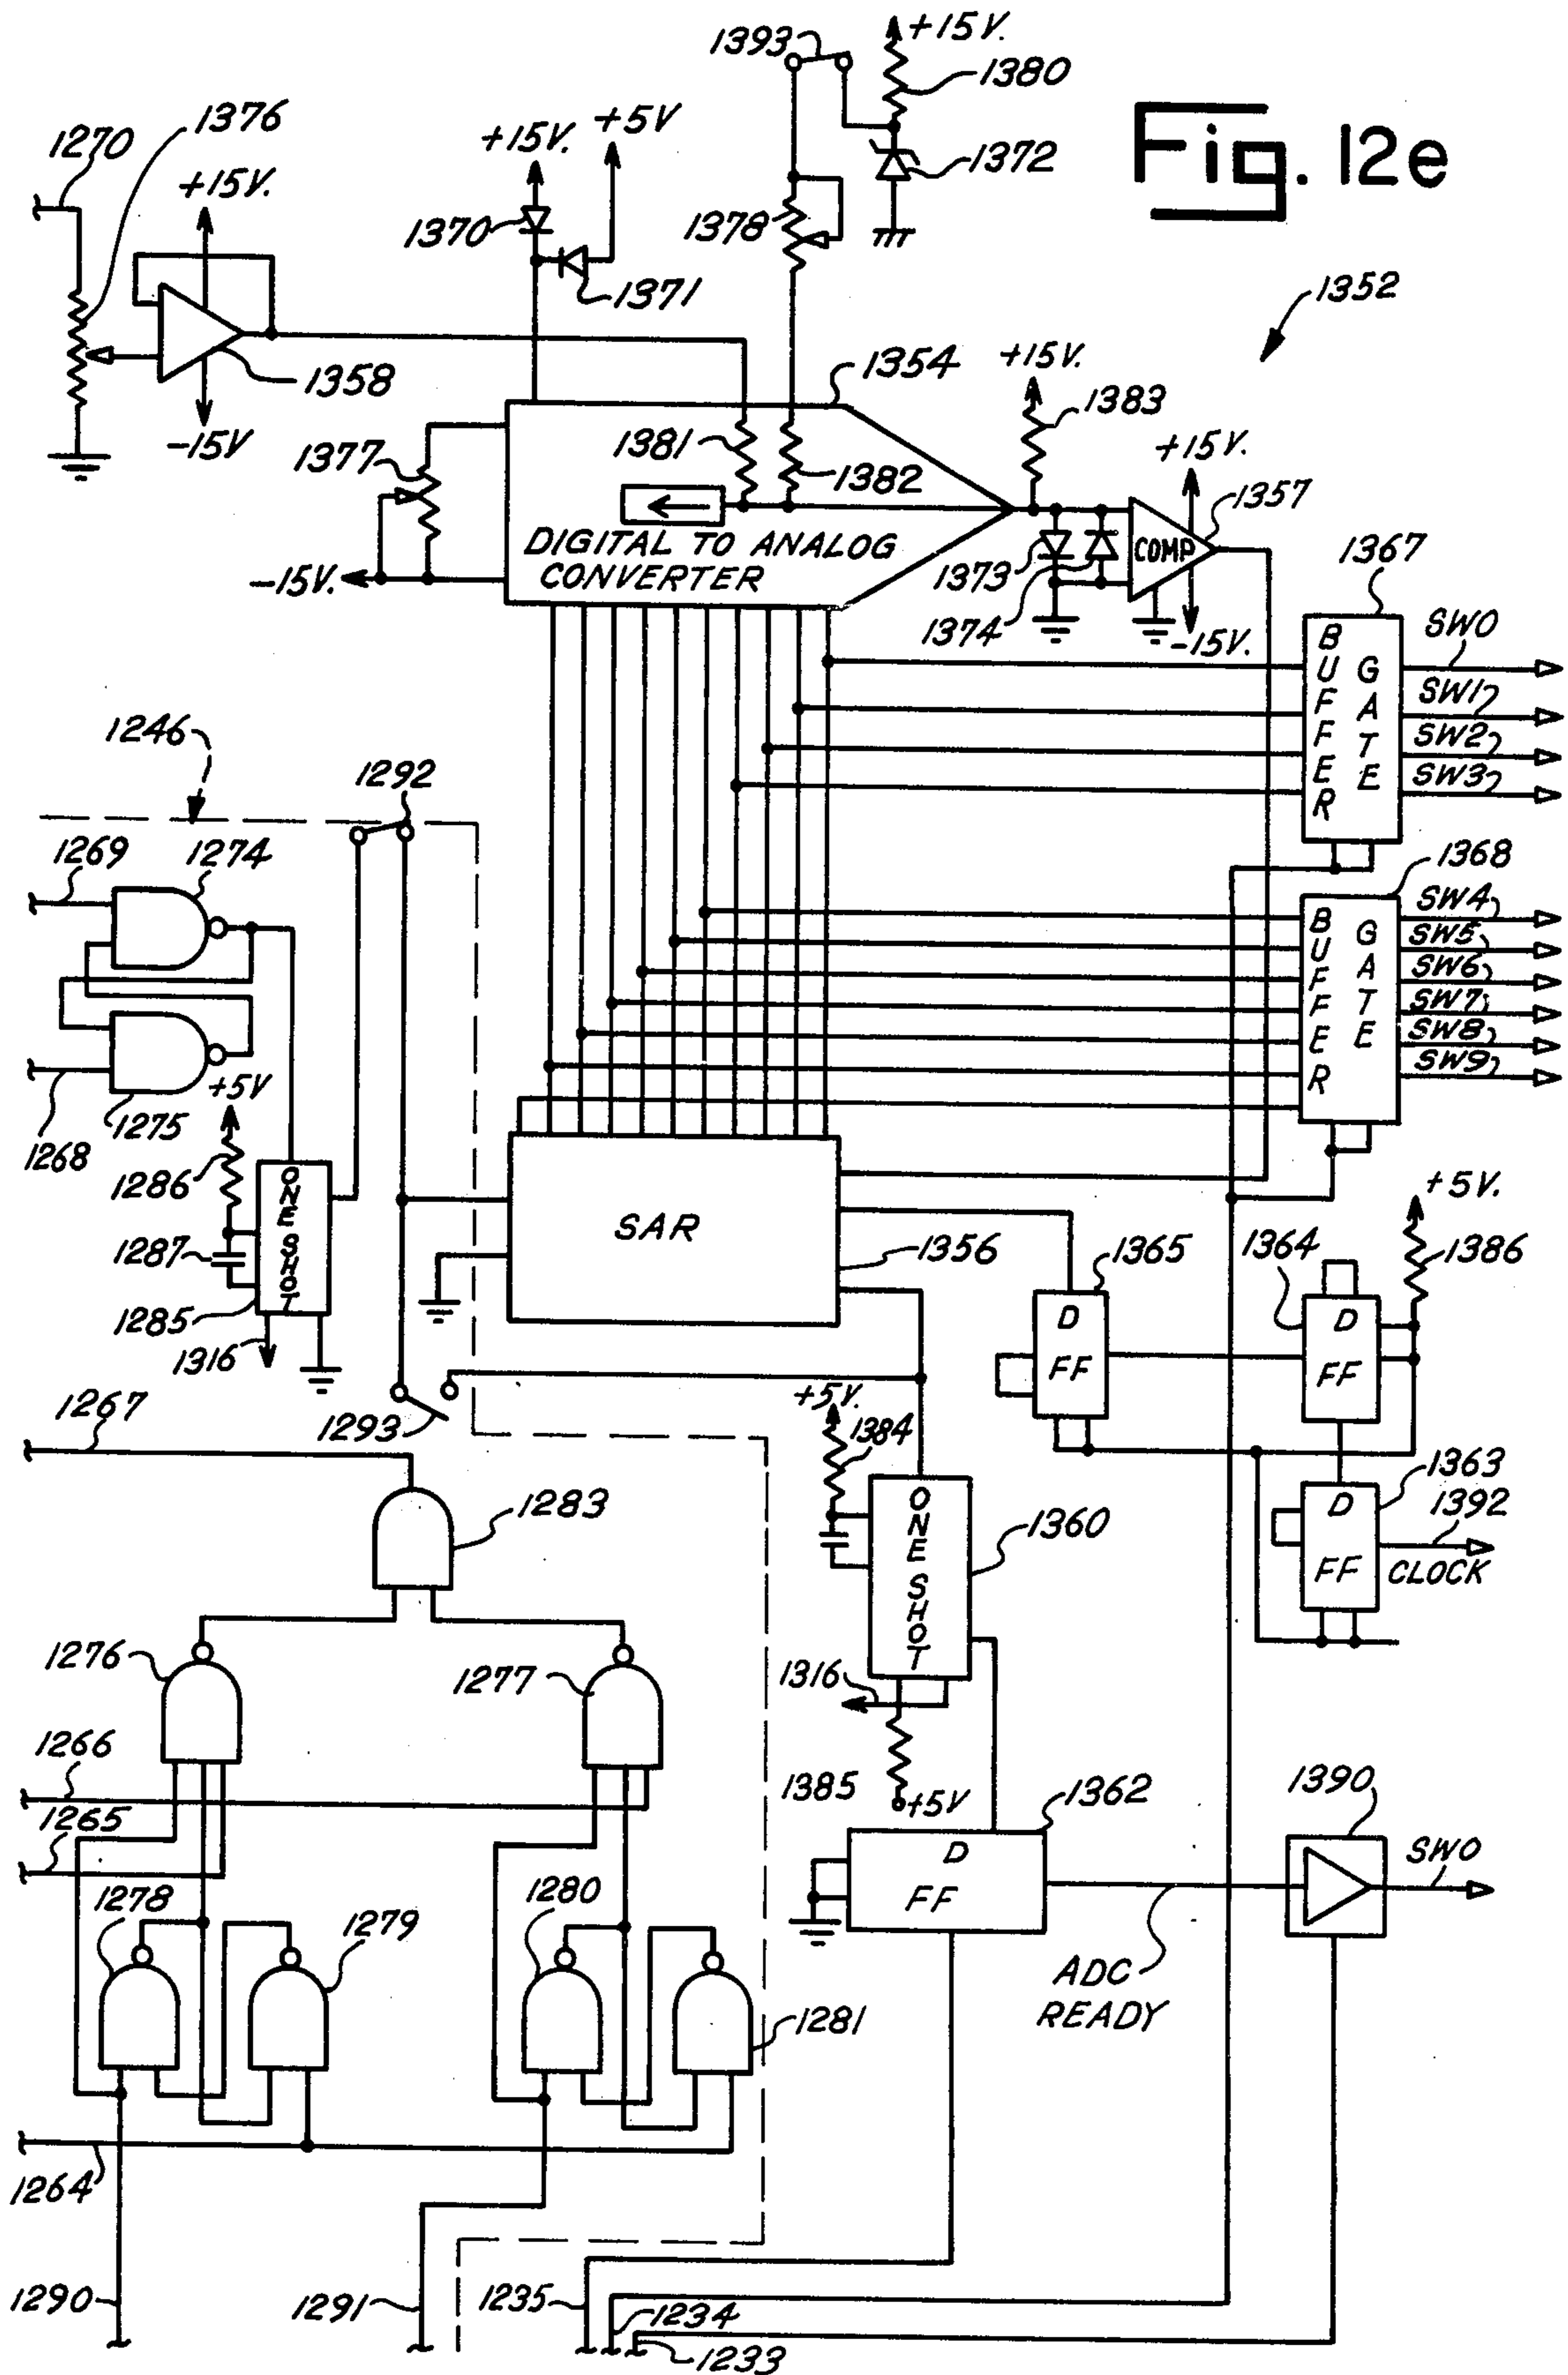 Fig. 12e
1393
+15V.
1380
1376
1270
+15V.
+15V.
+5V
1372
1370
1371
1378
1352
1358
-15V
1354
+15V.
1383
1377
1381
1382
+15V.
1357
DIGITAL TO ANALOG
CONVERTER
COMP
-15V.
1373
1374
-15V.
1367
BUFFER
GATE
SW0
SW1
SW2
SW3
1246
1292
1269
1274
1368
BUFFER
GATE
SW4
SW5
SW6
SW7
SW8
SW9
1268
1275
+5V
1286
1287
1285
ONE SHOT
1316
SAR
1356
+5V.
1365
1364
1386
D
FF
D
FF
1293
1267
+5V.
1384
1363
1392
D
FF
CLOCK
1283
ONE SHOT
1360
1276
1277
1316
1266
1265
1385
+5V
1362
1390
D
FF
SW0
1278
1279
1280
1281
ADC
READY
1264
1290
1291
1235
1234
1233